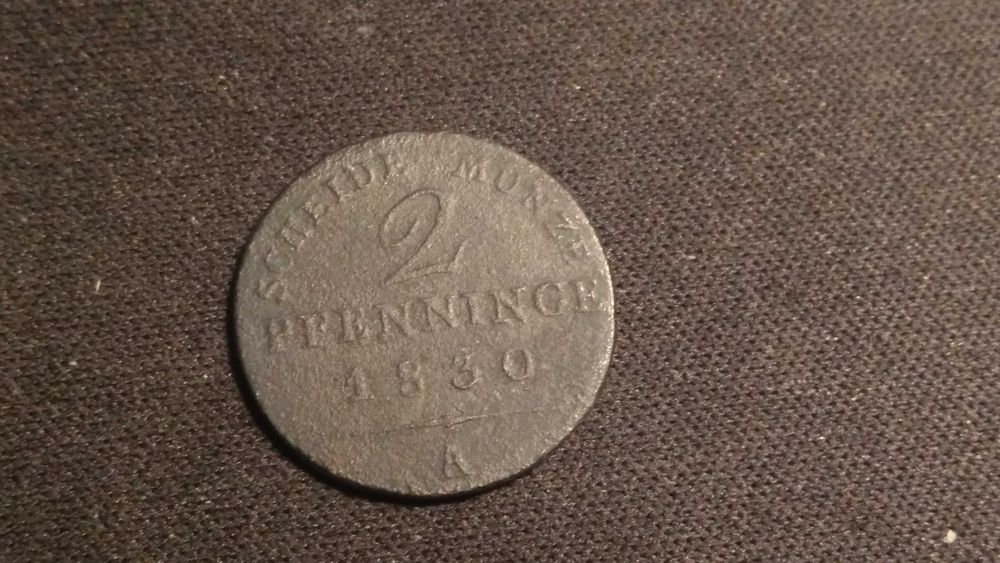 SCHEIDE MÜNZE
2
PFENNINGE
1830
A